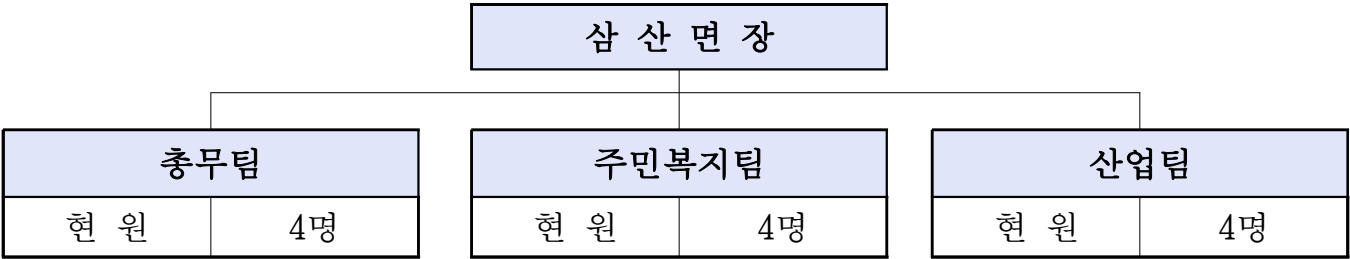 삼 산 면 장
총무팀 주민복지팀 산업팀
현 원 4명 현 원 4명 현 원 4명